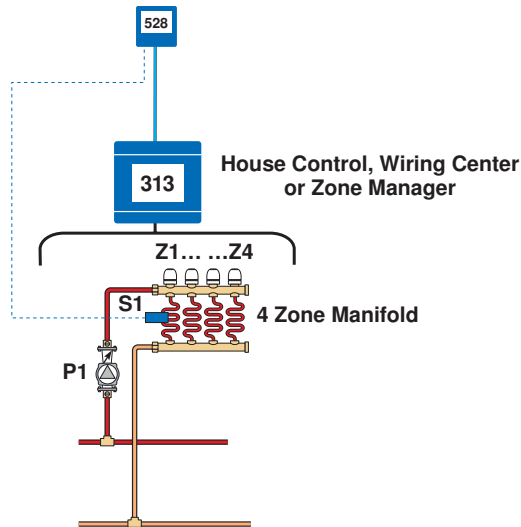 528
313
House Control, Wiring Center
or Zone Manager
Z1... ...Z4
S1
4 Zone Manifold
P1